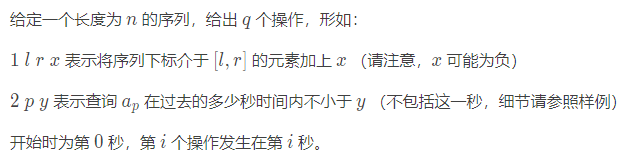 给定一个长度为 n 的序列，给出 q 个操作，形如：
1 l r x 表示将序列下标介于 [l, r] 的元素加上 x （请注意，x 可能为负）
2 p y 表示查询 a_p 在过去的多少秒时间内不小于 y （不包括这一秒，细节请参照样例）
开始时为第 0 秒，第 i 个操作发生在第 i 秒。